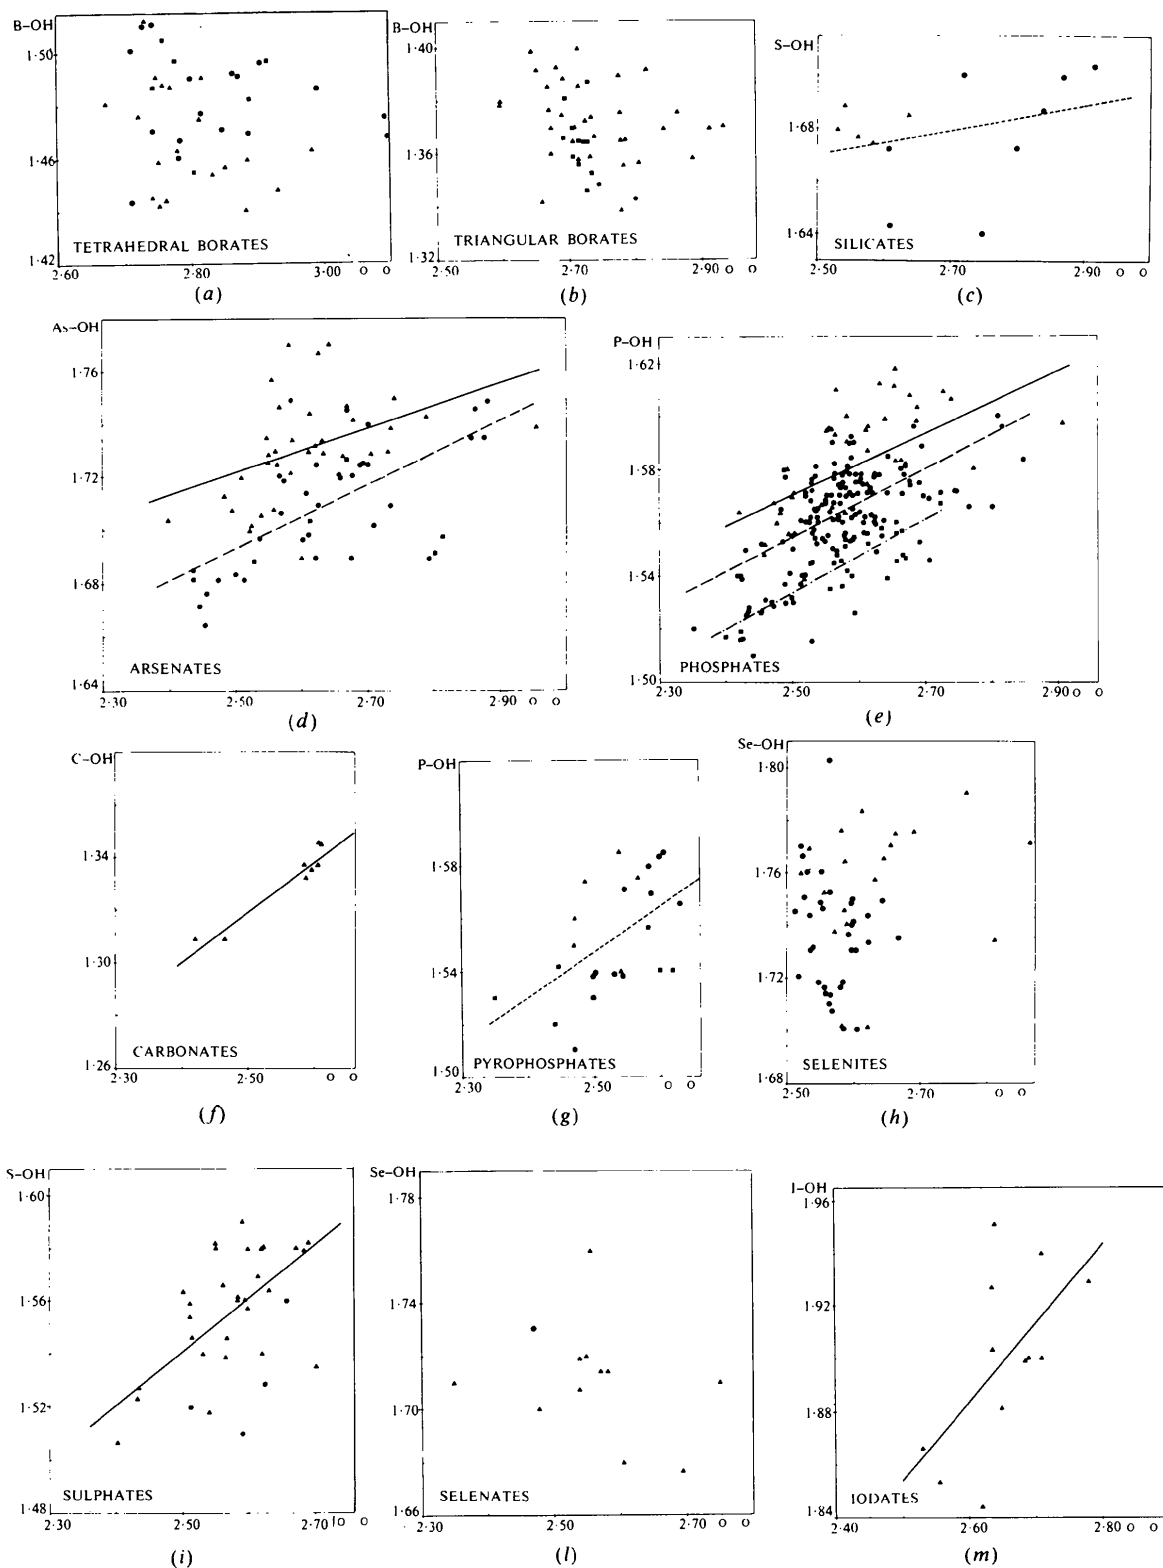 B–OH
1·50
1·46
1·42
2·60 2·80 3·00 O O
TETRAHEDRAL BORATES
(a)
B–OH
1·40
1·36
1·32
2·50 2·70 2·90 O O
TRIANGULAR BORATES
(b)
S–OH
1·68
1·64
2·50 2·70 2·90 O O
SILICATES
(c)
As–OH
1·76
1·72
1·68
1·64
2·30 2·50 2·70 2·90 O O
ARSENATES
(d)
P–OH
1·62
1·58
1·54
1·50
2·30 2·50 2·70 2·90 O O
PHOSPHATES
(e)
C–OH
1·34
1·30
1·26
2·30 2·50 O O
CARBONATES
(f)
P–OH
1·58
1·54
1·50
2·30 2·50 O O
PYROPHOSPHATES
(g)
Se–OH
1·80
1·76
1·72
1·68
2·50 2·70 O O
SELENITES
(h)
S–OH
1·60
1·56
1·52
1·48
2·30 2·50 2·70 O O
SULPHATES
(i)
Se–OH
1·78
1·74
1·70
1·66
2·30 2·50 2·70 O O
SELENATES
(l)
I–OH
1·96
1·92
1·88
1·84
2·40 2·60 2·80 O O
IODATES
(m)